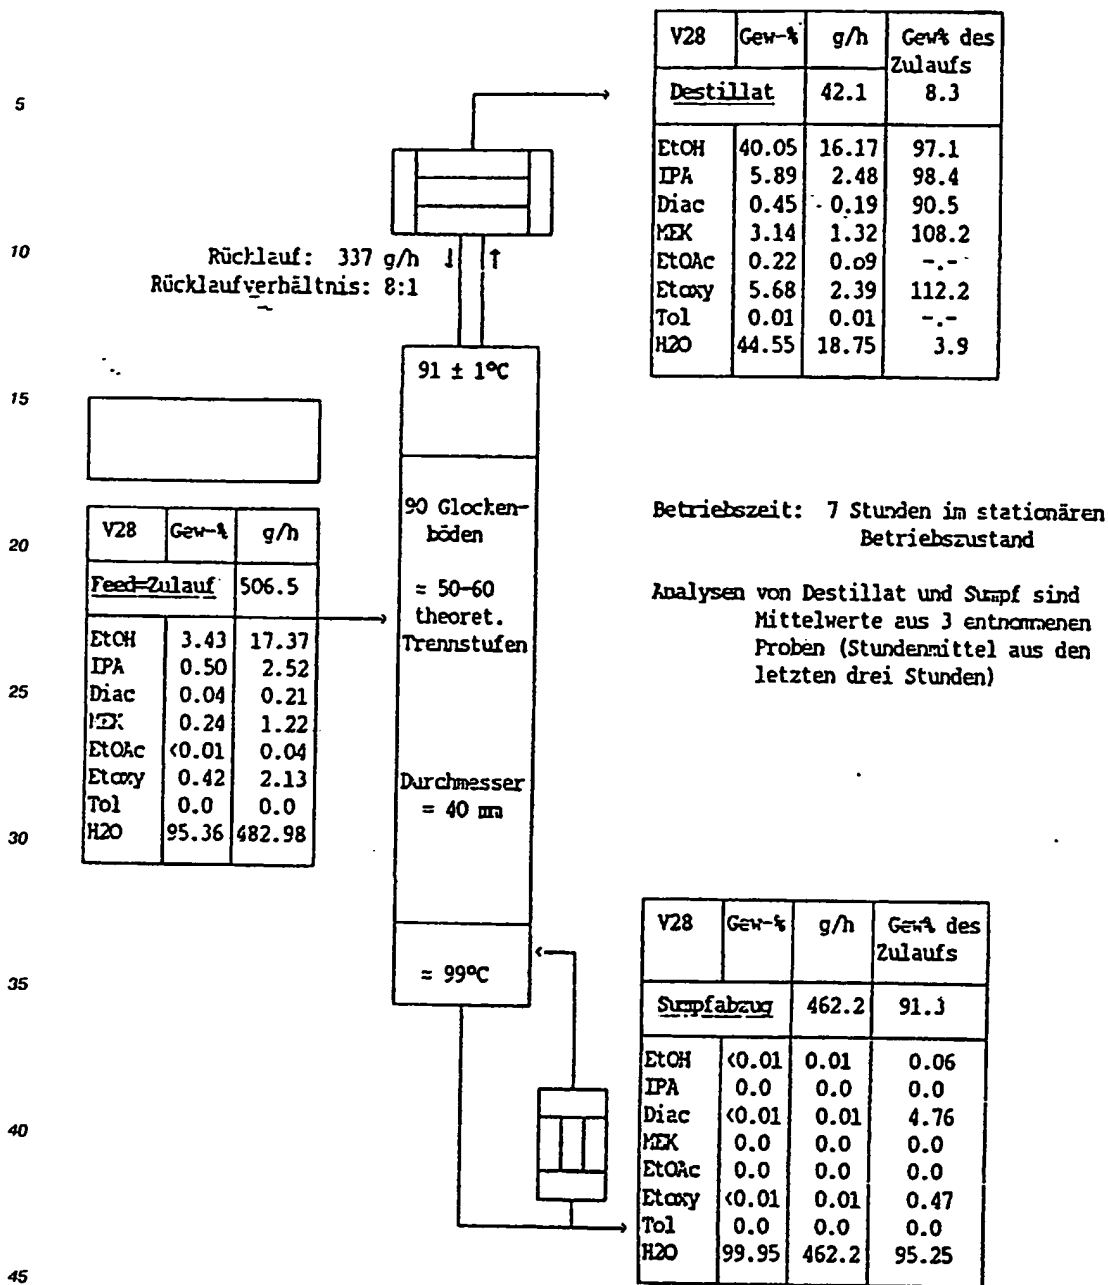 V28 Gew-% g/h Gew% des Zulaufs
Destillat 42.1 8.3
EtOH 40.05 16.17 97.1
IPA 5.89 2.48 98.4
Diac 0.45 0.19 90.5
MEK 3.14 1.32 108.2
EtOAc 0.22 0.09 -.-
Etoxy 5.68 2.39 112.2
Tol 0.01 0.01 -.-
H2O 44.55 18.75 3.9
5
10
15
20
25
30
35
40
45
Rücklauf: 337 g/h
Rücklaufverhältnis: 8:1
91 ± 1°C
90 Glocken-
böden
≈ 50-60
theoret.
Trennstufen
Durchmesser
= 40 mm
≈ 99°C
V28 Gew-% g/h
Feed=Zulauf 506.5
EtOH 3.43 17.37
IPA 0.50 2.52
Diac 0.04 0.21
MEK 0.24 1.22
EtOAc <0.01 0.04
Etoxy 0.42 2.13
Tol 0.0 0.0
H2O 95.36 482.98
Betriebszeit: 7 Stunden im stationären
Betriebszustand
Analysen von Destillat und Sumpf sind
Mittelwerte aus 3 entnommenen
Proben (Stundenmittel aus den
letzten drei Stunden)
V28 Gew-% g/h Gew% des Zulaufs
Sumpfabzug 462.2 91.3
EtOH <0.01 0.01 0.06
IPA 0.0 0.0 0.0
Diac <0.01 0.01 4.76
MEK 0.0 0.0 0.0
EtOAc 0.0 0.0 0.0
Etoxy <0.01 0.01 0.47
Tol 0.0 0.0 0.0
H2O 99.95 462.2 95.25